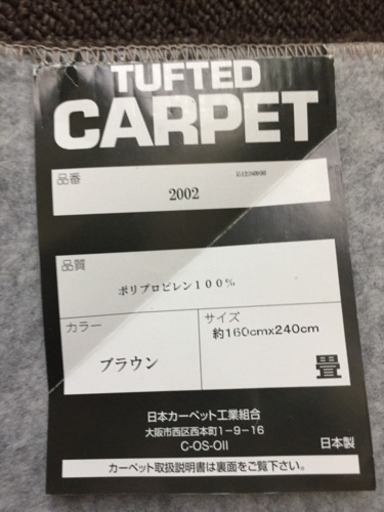 TUFTED
CARPET
品番
2002
品質
ポリプロピレン100%
カラー
ブラウン
サイズ
約160cmx240cm
畳
日本カーペット工業組合
大阪市西区西本町1-9-16
C-OS-OII
日本製
カーペット取扱説明書は裏面をご覧下さい。